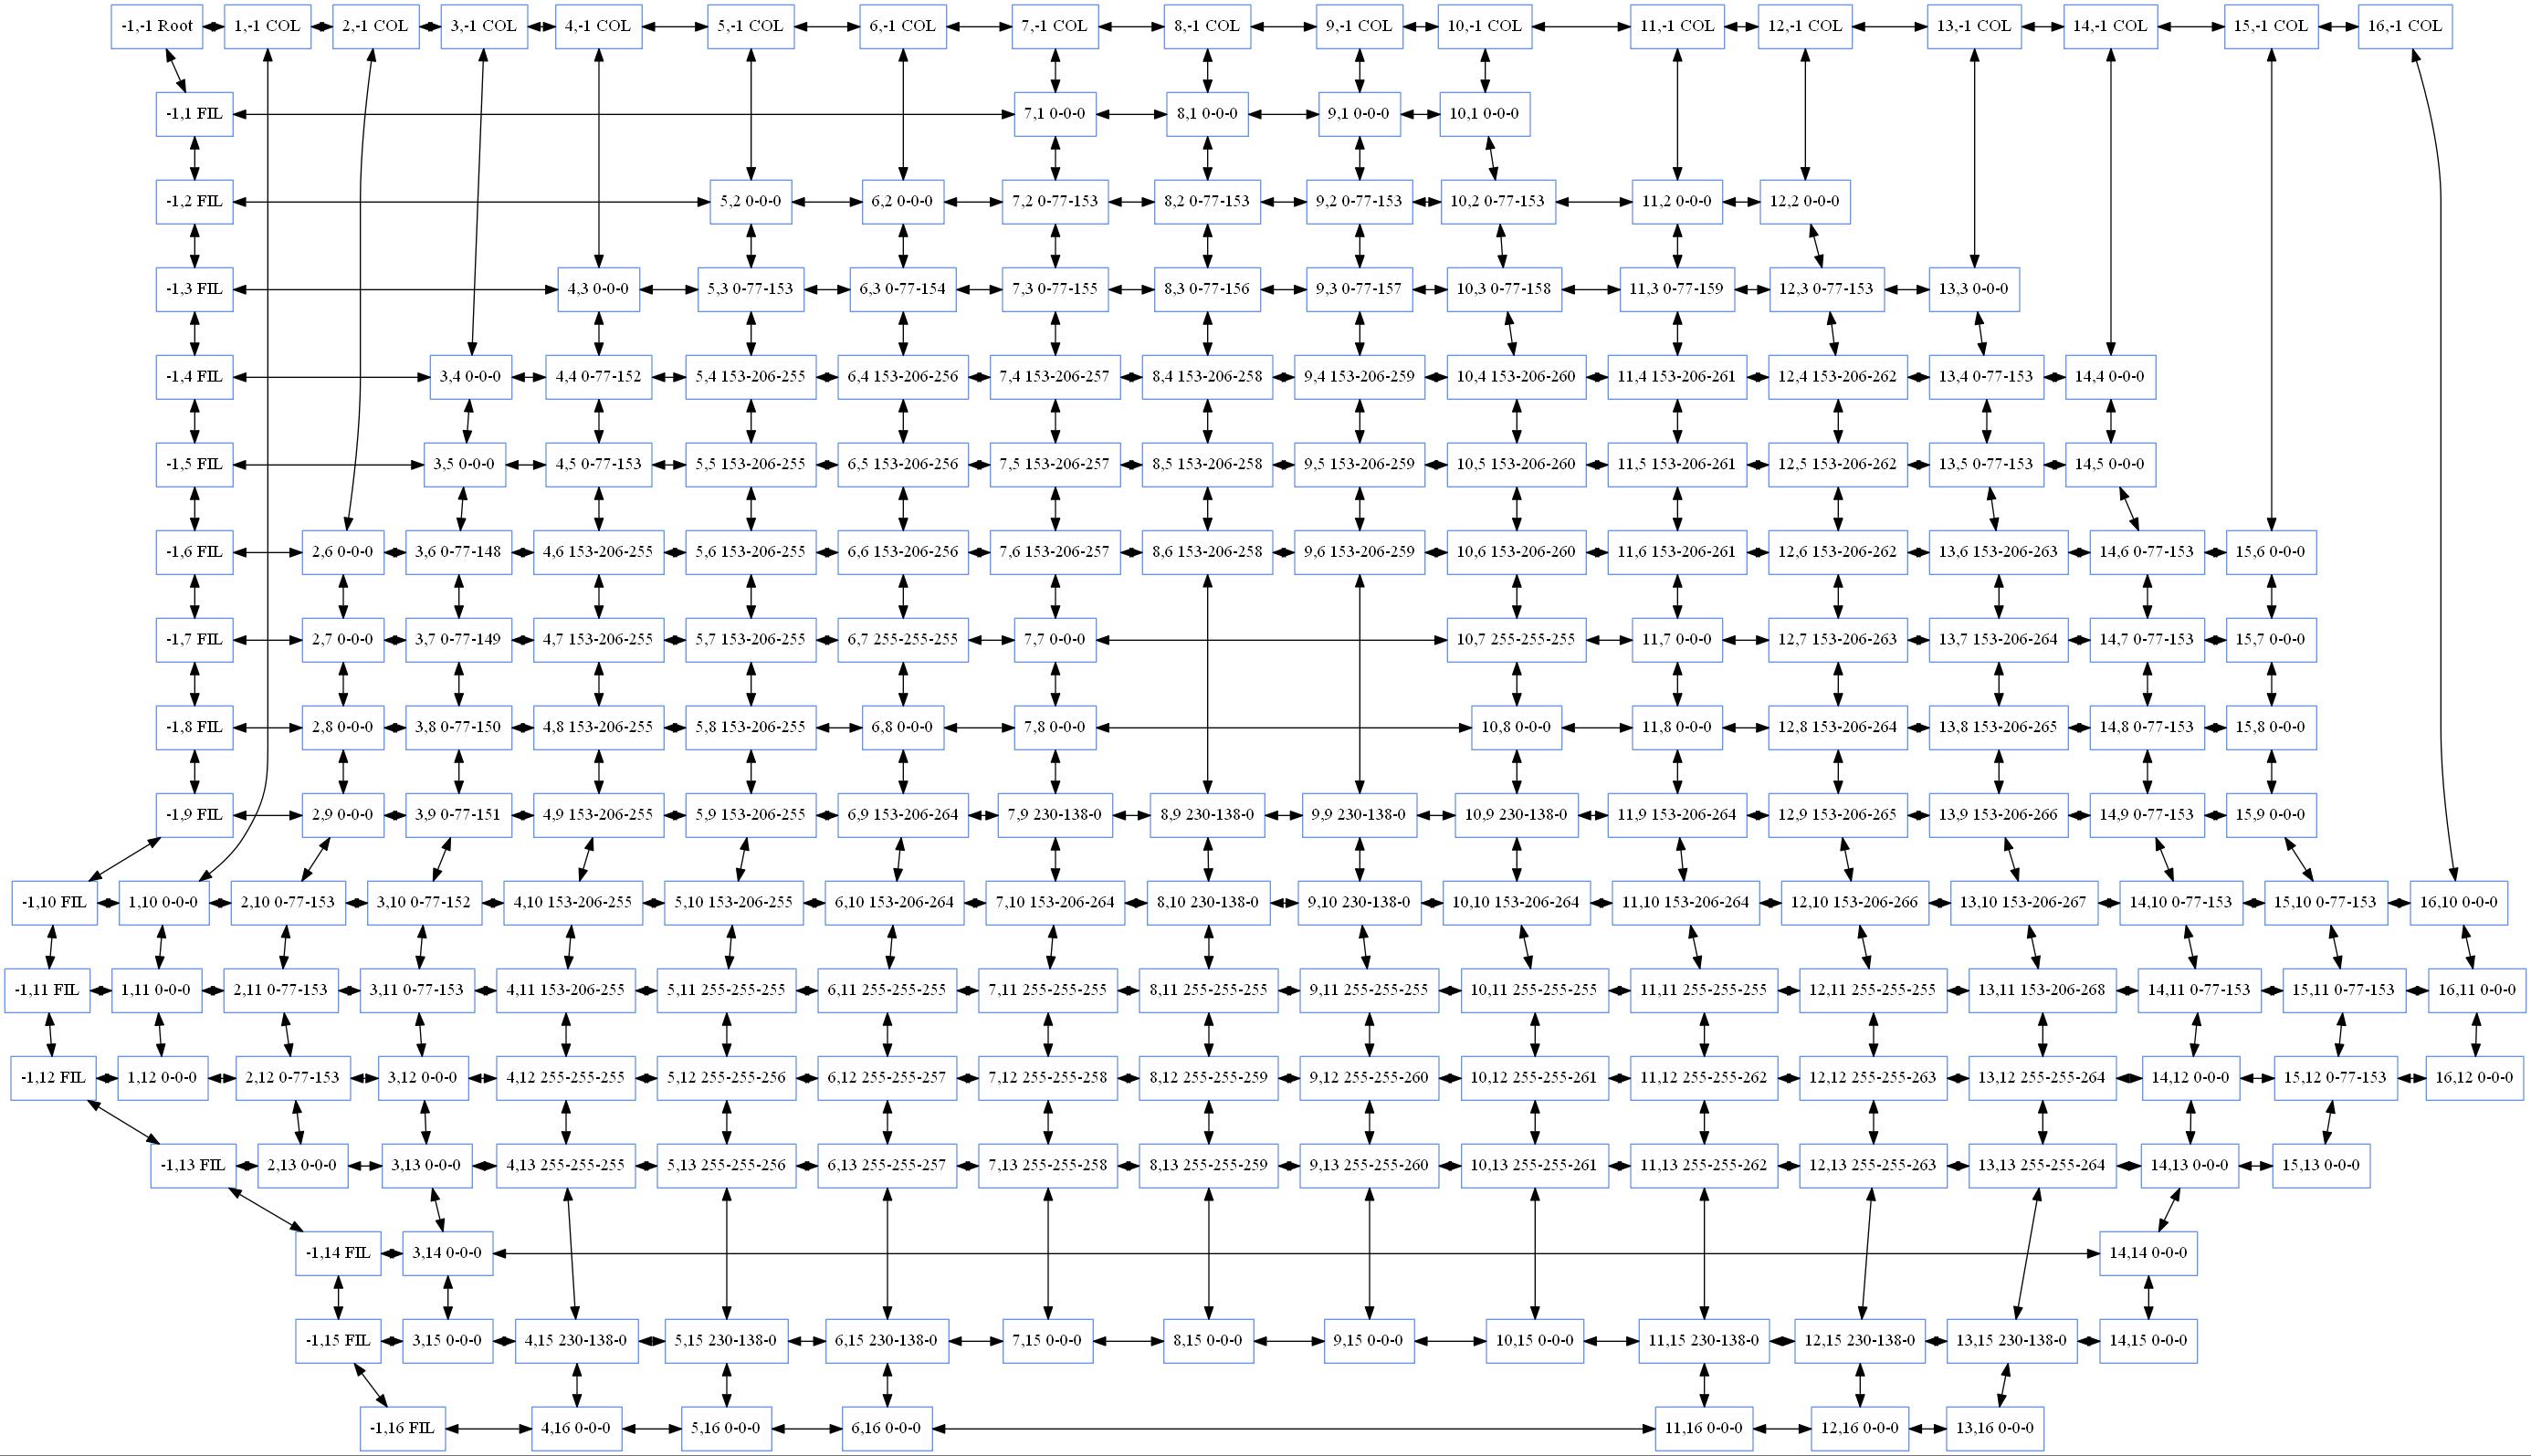 -1,-1 Root 1,-1 COL 2,-1 COL 3,-1 COL 4,-1 COL 5,-1 COL 6,-1 COL 7,-1 COL 8,-1 COL 9,-1 COL 10,-1 COL 11,-1 COL 12,-1 COL 13,-1 COL 14,-1 COL 15,-1 COL 16,-1 COL
-1,1 FIL 7,1 0-0-0 8,1 0-0-0 9,1 0-0-0 10,1 0-0-0
-1,2 FIL 5,2 0-0-0 6,2 0-0-0 7,2 0-77-153 8,2 0-77-153 9,2 0-77-153 10,2 0-77-153 11,2 0-0-0 12,2 0-0-0
-1,3 FIL 4,3 0-0-0 5,3 0-77-153 6,3 0-77-154 7,3 0-77-155 8,3 0-77-156 9,3 0-77-157 10,3 0-77-158 11,3 0-77-159 12,3 0-77-153 13,3 0-0-0
-1,4 FIL 3,4 0-0-0 4,4 0-77-152 5,4 153-206-255 6,4 153-206-256 7,4 153-206-257 8,4 153-206-258 9,4 153-206-259 10,4 153-206-260 11,4 153-206-261 12,4 153-206-262 13,4 0-77-153 14,4 0-0-0
-1,5 FIL 3,5 0-0-0 4,5 0-77-153 5,5 153-206-255 6,5 153-206-256 7,5 153-206-257 8,5 153-206-258 9,5 153-206-259 10,5 153-206-260 11,5 153-206-261 12,5 153-206-262 13,5 0-77-153 14,5 0-0-0
-1,6 FIL 2,6 0-0-0 3,6 0-77-148 4,6 153-206-255 5,6 153-206-255 6,6 153-206-256 7,6 153-206-257 8,6 153-206-258 9,6 153-206-259 10,6 153-206-260 11,6 153-206-261 12,6 153-206-262 13,6 153-206-263 14,6 0-77-153 15,6 0-0-0
-1,7 FIL 2,7 0-0-0 3,7 0-77-149 4,7 153-206-255 5,7 153-206-255 6,7 255-255-255 7,7 0-0-0 10,7 255-255-255 11,7 0-0-0 12,7 153-206-263 13,7 153-206-264 14,7 0-77-153 15,7 0-0-0
-1,8 FIL 2,8 0-0-0 3,8 0-77-150 4,8 153-206-255 5,8 153-206-255 6,8 0-0-0 7,8 0-0-0 10,8 0-0-0 11,8 0-0-0 12,8 153-206-264 13,8 153-206-265 14,8 0-77-153 15,8 0-0-0
-1,9 FIL 2,9 0-0-0 3,9 0-77-151 4,9 153-206-255 5,9 153-206-255 6,9 153-206-264 7,9 230-138-0 8,9 230-138-0 9,9 230-138-0 10,9 230-138-0 11,9 153-206-264 12,9 153-206-265 13,9 153-206-266 14,9 0-77-153 15,9 0-0-0
-1,10 FIL 1,10 0-0-0 2,10 0-77-153 3,10 0-77-152 4,10 153-206-255 5,10 153-206-255 6,10 153-206-264 7,10 153-206-264 8,10 230-138-0 9,10 230-138-0 10,10 153-206-264 11,10 153-206-264 12,10 153-206-266 13,10 153-206-267 14,10 0-77-153 15,10 0-77-153 16,10 0-0-0
-1,11 FIL 1,11 0-0-0 2,11 0-77-153 3,11 0-77-153 4,11 153-206-255 5,11 255-255-255 6,11 255-255-255 7,11 255-255-255 8,11 255-255-255 9,11 255-255-255 10,11 255-255-255 11,11 255-255-255 12,11 255-255-255 13,11 153-206-268 14,11 0-77-153 15,11 0-77-153 16,11 0-0-0
-1,12 FIL 1,12 0-0-0 2,12 0-77-153 3,12 0-0-0 4,12 255-255-255 5,12 255-255-256 6,12 255-255-257 7,12 255-255-258 8,12 255-255-259 9,12 255-255-260 10,12 255-255-261 11,12 255-255-262 12,12 255-255-263 13,12 255-255-264 14,12 0-0-0 15,12 0-77-153 16,12 0-0-0
-1,13 FIL 2,13 0-0-0 3,13 0-0-0 4,13 255-255-255 5,13 255-255-256 6,13 255-255-257 7,13 255-255-258 8,13 255-255-259 9,13 255-255-260 10,13 255-255-261 11,13 255-255-262 12,13 255-255-263 13,13 255-255-264 14,13 0-0-0 15,13 0-0-0
-1,14 FIL 3,14 0-0-0 14,14 0-0-0
-1,15 FIL 3,15 0-0-0 4,15 230-138-0 5,15 230-138-0 6,15 230-138-0 7,15 0-0-0 8,15 0-0-0 9,15 0-0-0 10,15 0-0-0 11,15 230-138-0 12,15 230-138-0 13,15 230-138-0 14,15 0-0-0
-1,16 FIL 4,16 0-0-0 5,16 0-0-0 6,16 0-0-0 11,16 0-0-0 12,16 0-0-0 13,16 0-0-0